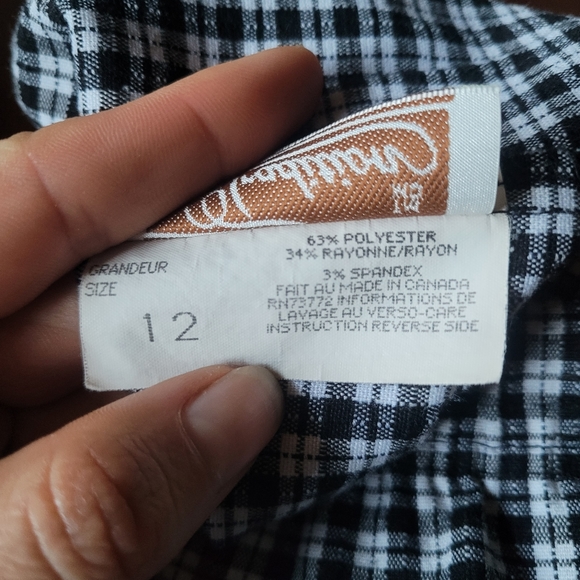 GRANDEUR
SIZE
12
63% POLYESTER
34% RAYONNE/RAYON
3% SPANDEX
FAIT AU MADE IN CANADA
RN73772 INFORMATIONS DE
LAVAGE AU VERSO-CARE
INSTRUCTION REVERSE SIDE